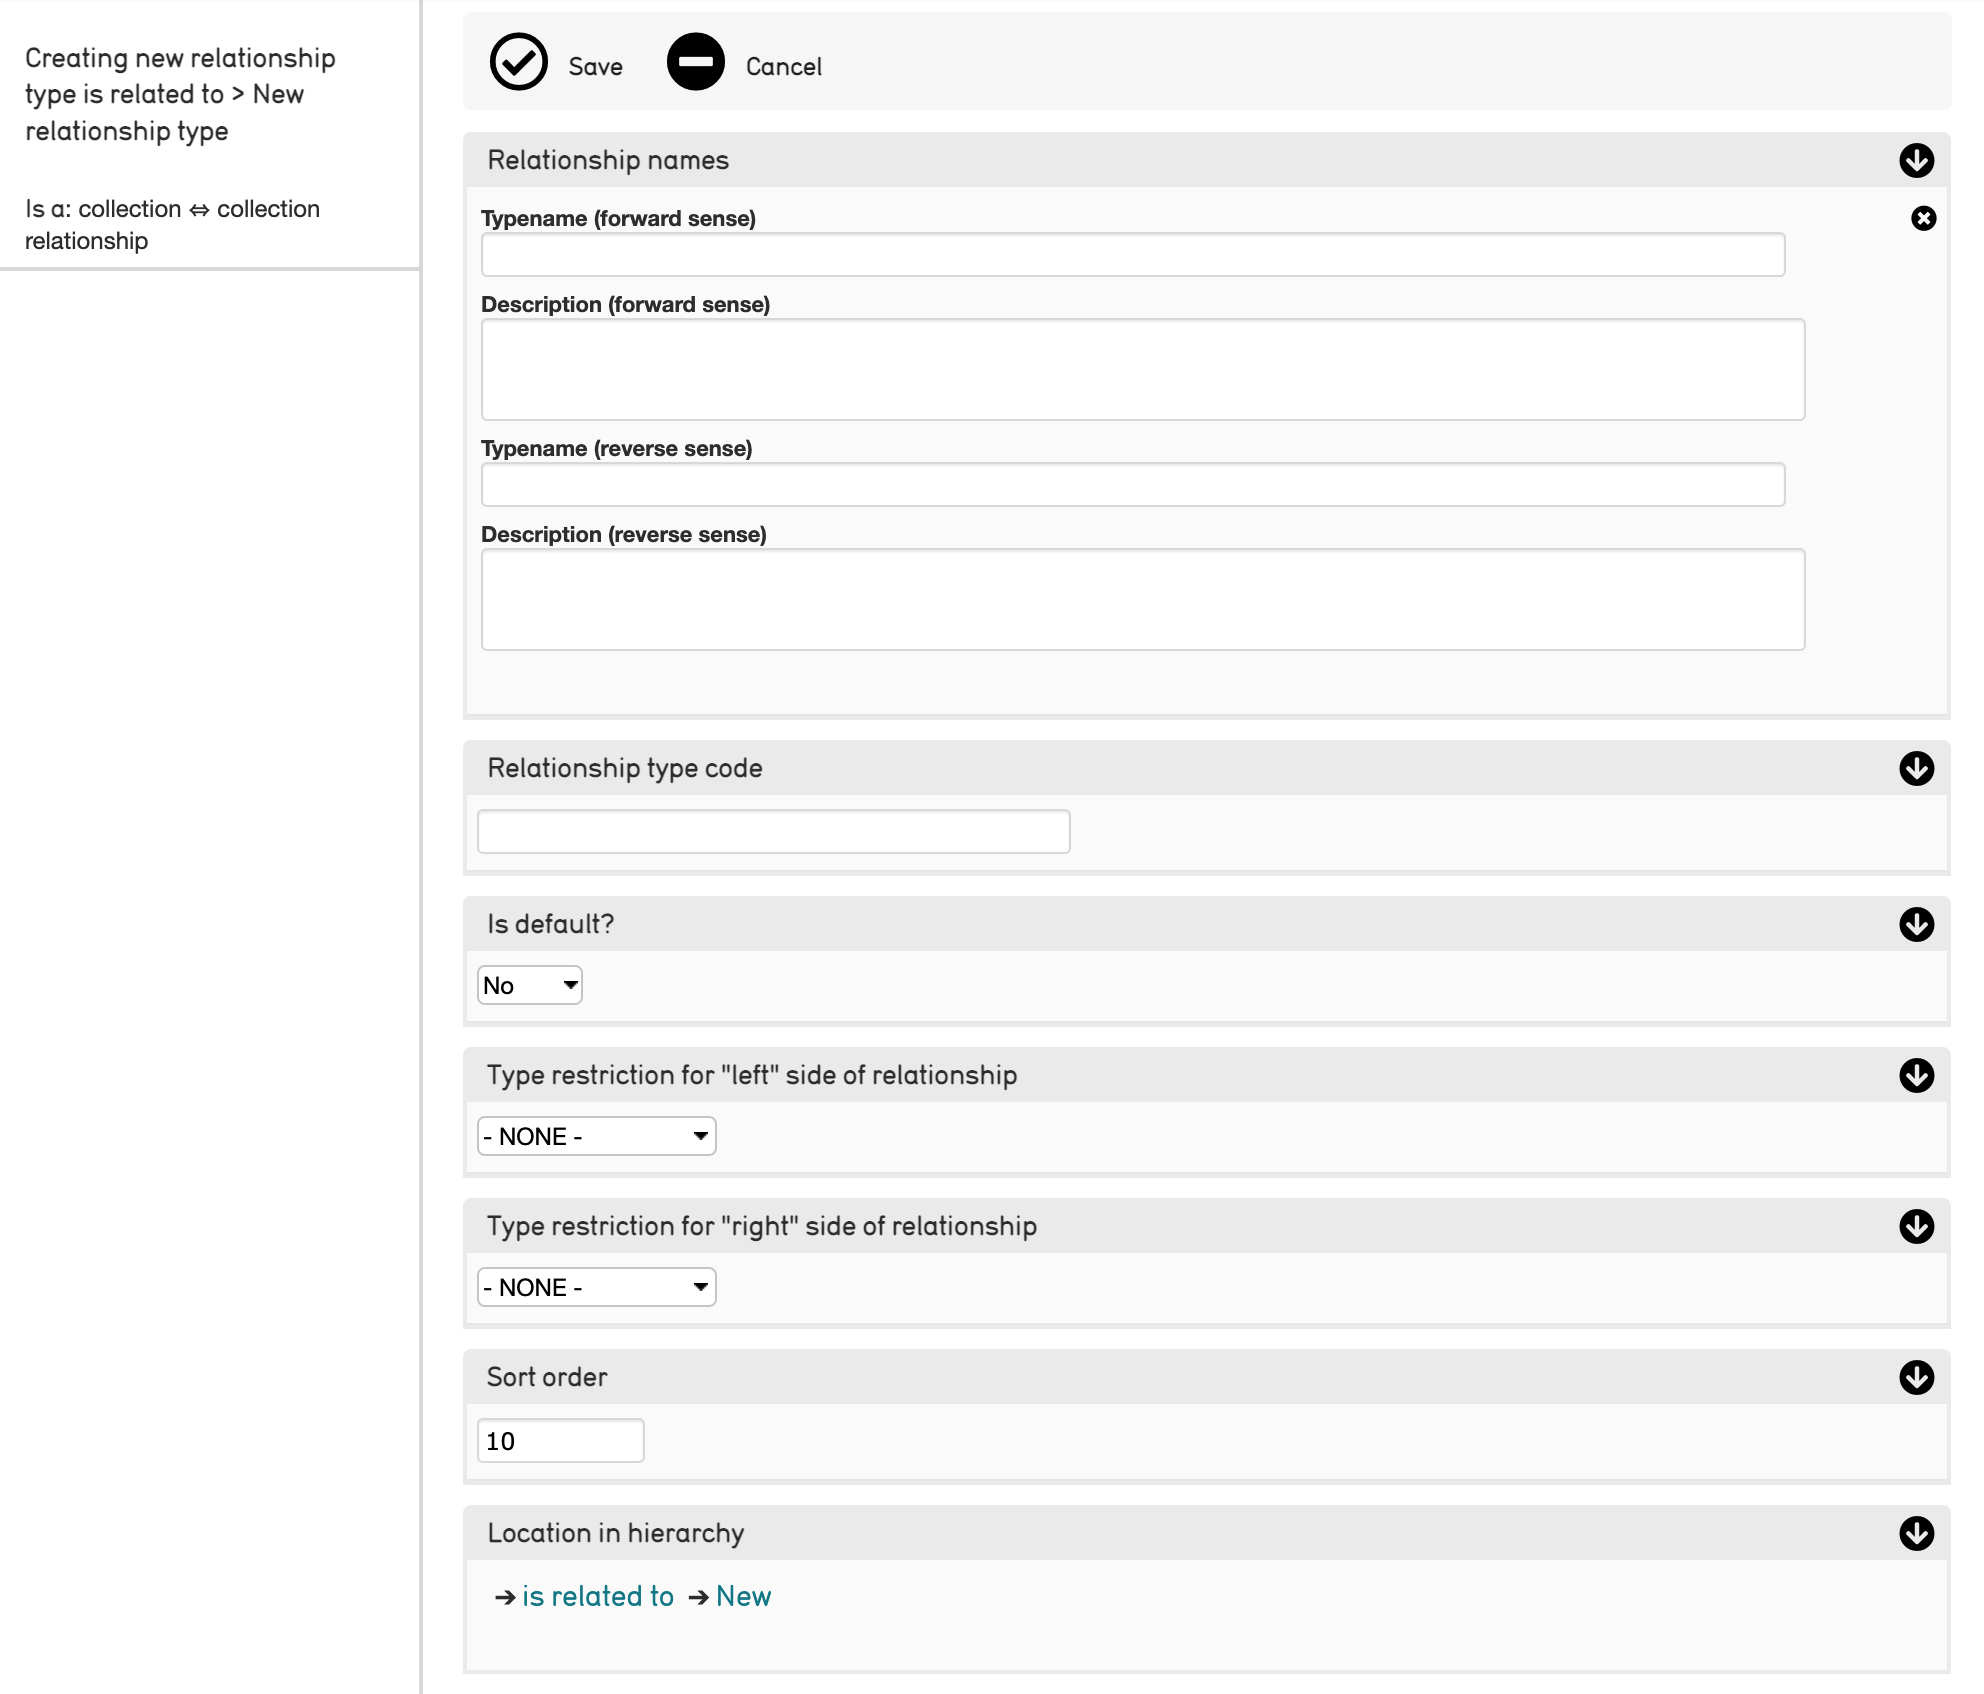 Creating new relationship
type is related to > New
relationship type
Is a: collection ⇔ collection
relationship
Save
Cancel
Relationship names
Typename (forward sense)
Description (forward sense)
Typename (reverse sense)
Description (reverse sense)
Relationship type code
Is default?
No
Type restriction for "left" side of relationship
- NONE -
Type restriction for "right" side of relationship
- NONE -
Sort order
10
Location in hierarchy
➔ is related to ➔ New